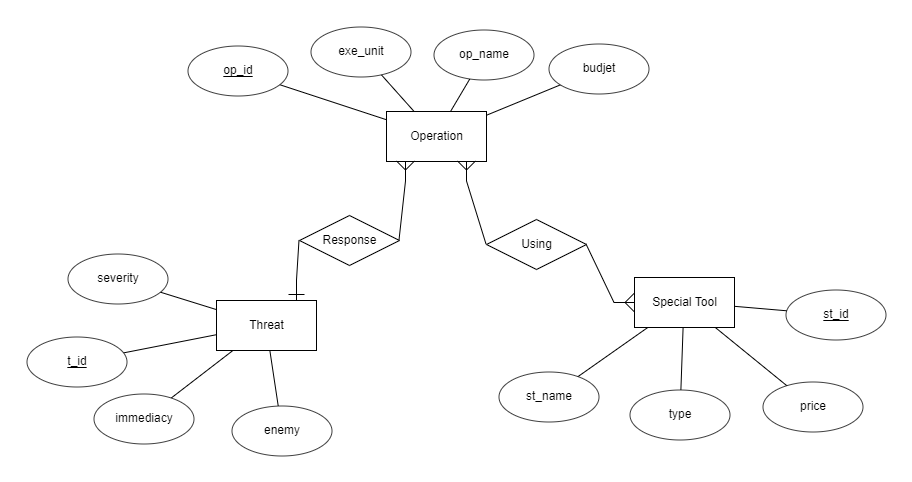 exe_unit
op_name
op_id
budjet
Operation
Response
Using
severity
Special Tool
st_id
Threat
t_id
st_name
price
type
immediacy
enemy